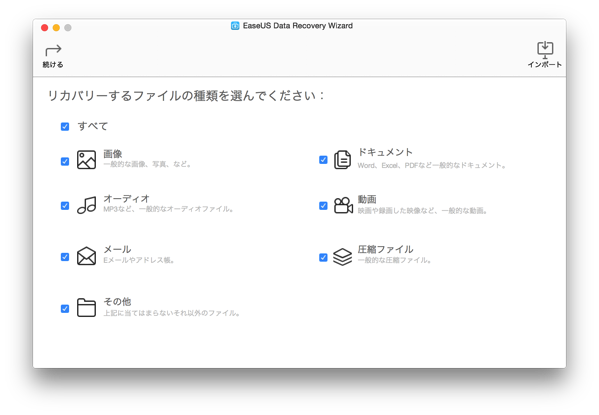 EaseUS Data Recovery Wizard
続ける
インポート
リカバリーするファイルの種類を選んでください：
すべて
画像
一般的な画像、写真、など。
ドキュメント
Word、Excel、PDFなど一般的なドキュメント。
オーディオ
MP3など、一般的なオーディオファイル。
動画
映画や録画した映像など、一般的な動画。
メール
Eメールやアドレス帳。
圧縮ファイル
一般的な圧縮ファイル。
その他
上記に当てはまらないそれ以外のファイル。